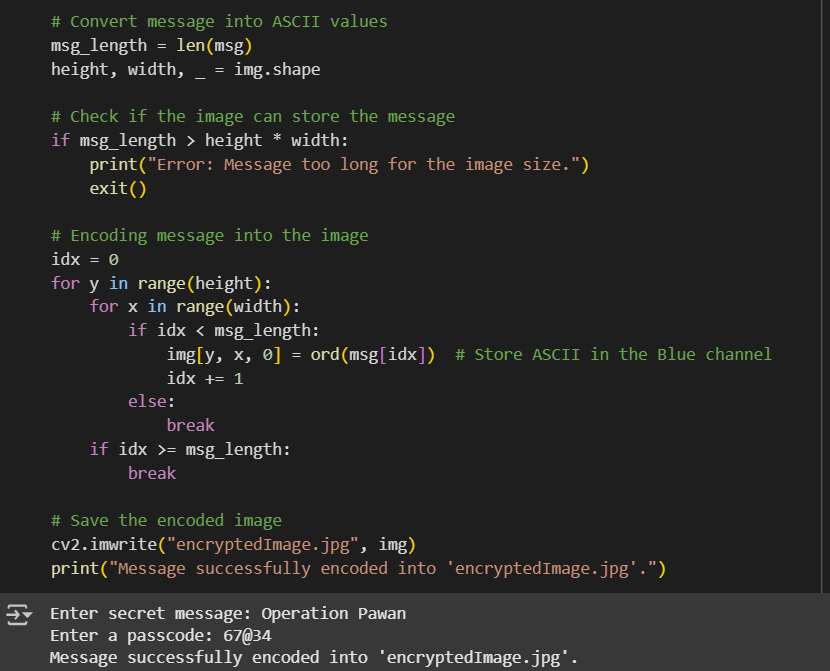 # Convert message into ASCII values
msg_length = len(msg)
height, width, _ = img.shape
# Check if the image can store the message
if msg_length > height * width:
print("Error: Message too long for the image size.")
exit()
# Encoding message into the image
idx = 0
for y in range(height):
for x in range(width):
if idx < msg_length:
img[y, x, 0] = ord(msg[idx])  # Store ASCII in the Blue channel
idx += 1
else:
break
if idx >= msg_length:
break
# Save the encoded image
cv2.imwrite("encryptedImage.jpg", img)
print("Message successfully encoded into 'encryptedImage.jpg'.")
Enter secret message: Operation Pawan
Enter a passcode: 67@34
Message successfully encoded into 'encryptedImage.jpg'.